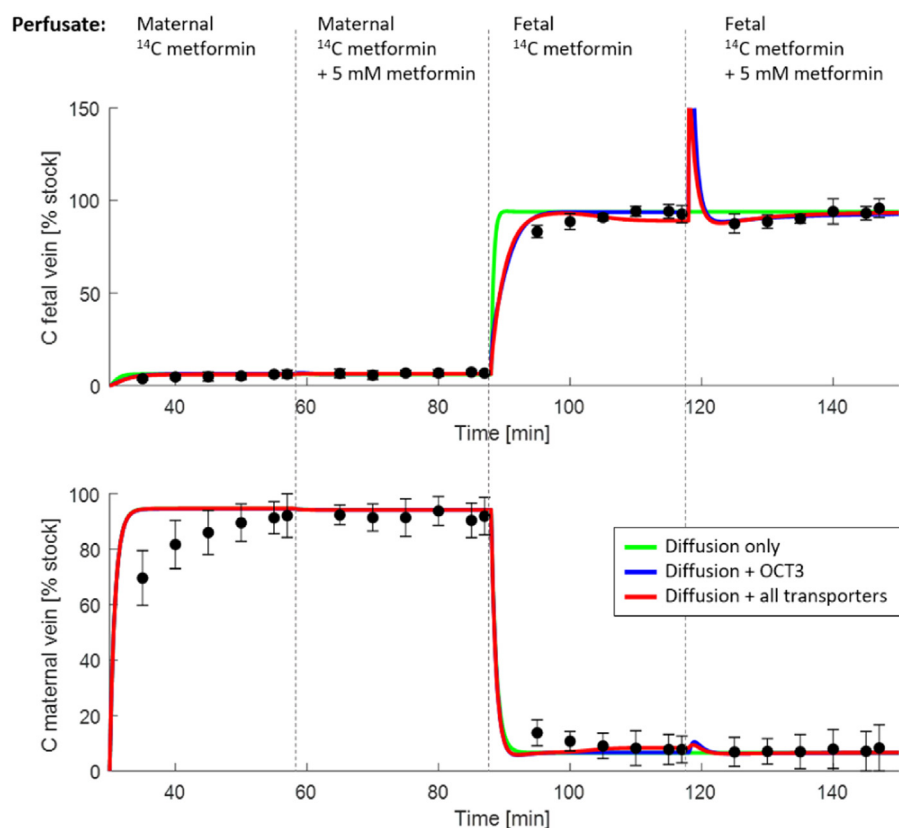 Perfusate:
Maternal
¹⁴C metformin
Maternal
¹⁴C metformin
+ 5 mM metformin
Fetal
¹⁴C metformin
Fetal
¹⁴C metformin
+ 5 mM metformin
C fetal vein [% stock]
150
100
50
0
40
60
80
100
120
140
Time [min]
C maternal vein [% stock]
100
80
60
40
20
0
Diffusion only
Diffusion + OCT3
Diffusion + all transporters
40
60
80
100
120
140
Time [min]